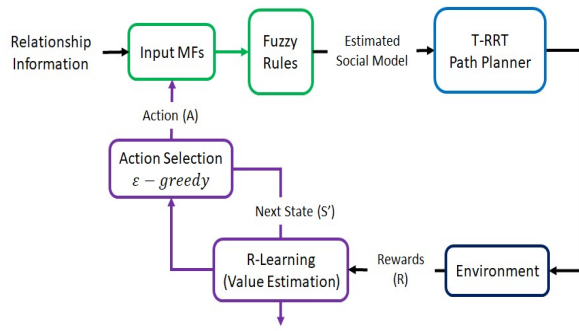 Relationship
Information
Input MFs
Fuzzy
Rules
Estimated
Social Model
T-RRT
Path Planner
Action (A)
Action Selection
ε − greedy
Next State (S’)
R-Learning
(Value Estimation)
Rewards
(R)
Environment